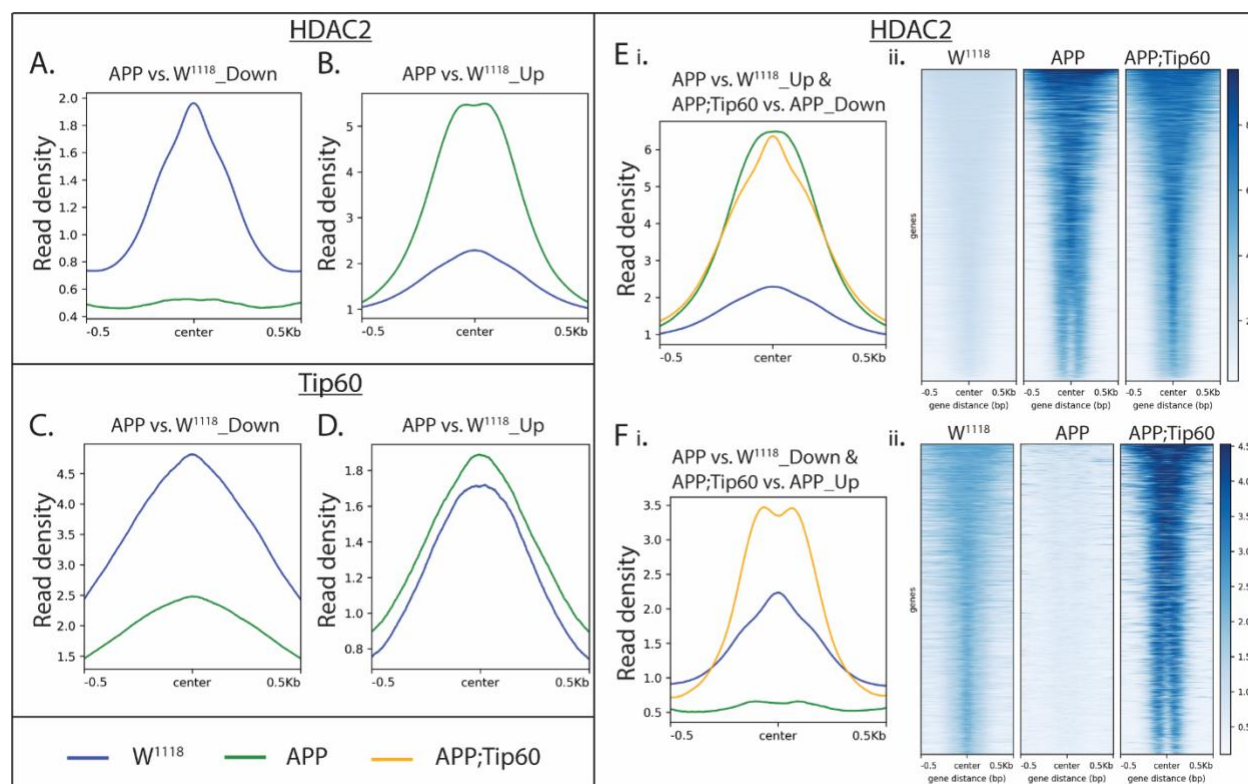 HDAC2
A. APP vs. W¹¹¹⁸_Down
Read density
2.0
1.8
1.6
1.4
1.2
1.0
0.8
0.6
0.4
-0.5 center 0.5Kb
B. APP vs. W¹¹¹⁸_Up
Read density
5
4
3
2
1
-0.5 center 0.5Kb
Tip60
C. APP vs. W¹¹¹⁸_Down
Read density
4.5
4.0
3.5
3.0
2.5
2.0
1.5
-0.5 center 0.5Kb
D. APP vs. W¹¹¹⁸_Up
Read density
1.8
1.6
1.4
1.2
1.0
0.8
-0.5 center 0.5Kb
W¹¹¹⁸ APP APP;Tip60
HDAC2
E i.
APP vs. W¹¹¹⁸_Up &
APP;Tip60 vs. APP_Down
Read density
6
5
4
3
2
1
-0.5 center 0.5Kb
ii. W¹¹¹⁸ APP APP;Tip60
genes
8
6
4
2
-0.5 center 0.5Kb -0.5 center 0.5Kb -0.5 center 0.5Kb
gene distance (bp) gene distance (bp) gene distance (bp)
F i.
APP vs. W¹¹¹⁸_Down &
APP;Tip60 vs. APP_Up
Read density
3.5
3.0
2.5
2.0
1.5
1.0
0.5
-0.5 center 0.5Kb
ii. W¹¹¹⁸ APP APP;Tip60
genes
4.5
4.0
3.5
3.0
2.5
2.0
1.5
1.0
0.5
-0.5 center 0.5Kb -0.5 center 0.5Kb -0.5 center 0.5Kb
gene distance (bp) gene distance (bp) gene distance (bp)